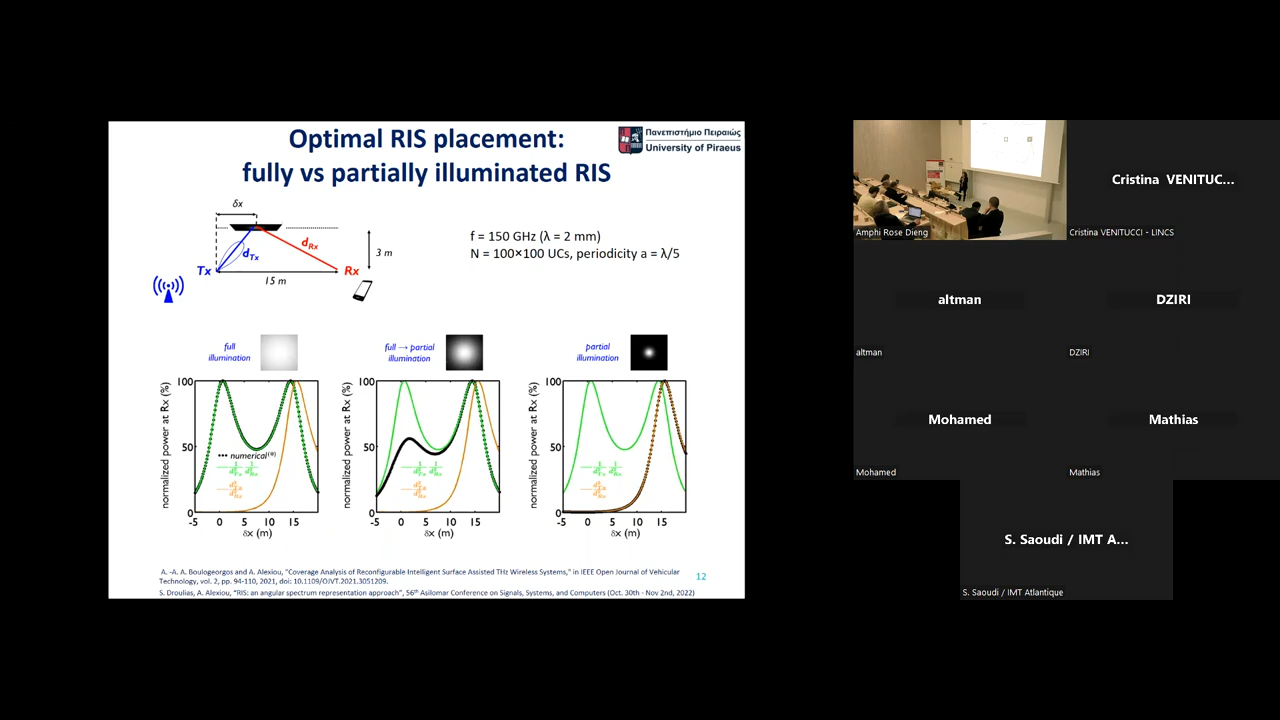 Optimal RIS placement:
fully vs partially illuminated RIS
Πανεπιστήμιο Πειραιώς
University of Piraeus
δx
d_Tx
d_Rx
Tx
Rx
3 m
15 m
f = 150 GHz (λ = 2 mm)
N = 100×100 UCs, periodicity a = λ/5
full
illumination
full → partial
illumination
partial
illumination
normalized power at Rx (%)
100
50
0
numerical(*)
-5 0 5 10 15
δx (m)
normalized power at Rx (%)
100
50
0
-5 0 5 10 15
δx (m)
normalized power at Rx (%)
100
50
0
-5 0 5 10 15
δx (m)
A. -A. A. Boulogeorgos and A. Alexiou, "Coverage Analysis of Reconfigurable Intelligent Surface Assisted THz Wireless Systems," in IEEE Open Journal of Vehicular
Technology, vol. 2, pp. 94-110, 2021, doi: 10.1109/OJVT.2021.3051209.
S. Droulias, A. Alexiou, "RIS: an angular spectrum representation approach", 56th Asilomar Conference on Signals, Systems, and Computers (Oct. 30th - Nov 2nd, 2022)
12
Amphi Rose Dieng
Cristina VENITUC...
Cristina VENITUCCI - LINCS
altman
altman
DZIRI
DZIRI
Mohamed
Mohamed
Mathias
Mathias
S. Saoudi / IMT A...
S. Saoudi / IMT Atlantique